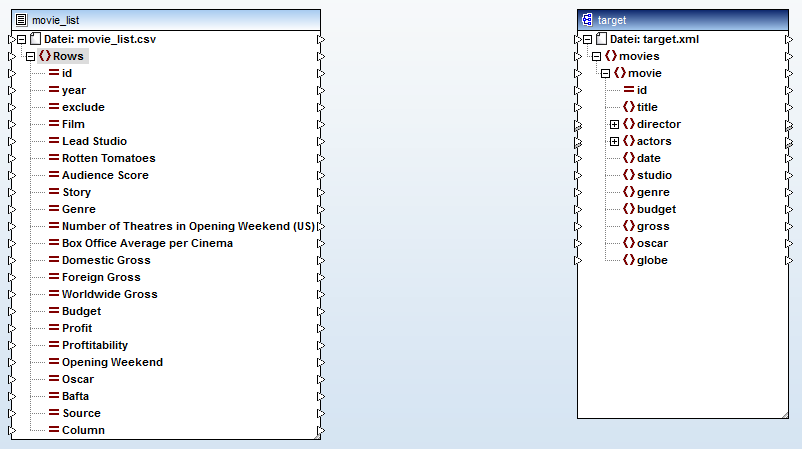 movie_list
Datei: movie_list.csv
Rows
id
year
exclude
Film
Lead Studio
Rotten Tomatoes
Audience Score
Story
Genre
Number of Theatres in Opening Weekend (US)
Box Office Average per Cinema
Domestic Gross
Foreign Gross
Worldwide Gross
Budget
Profit
Proftitability
Opening Weekend
Oscar
Bafta
Source
Column
target
Datei: target.xml
movies
movie
id
title
director
actors
date
studio
genre
budget
gross
oscar
globe